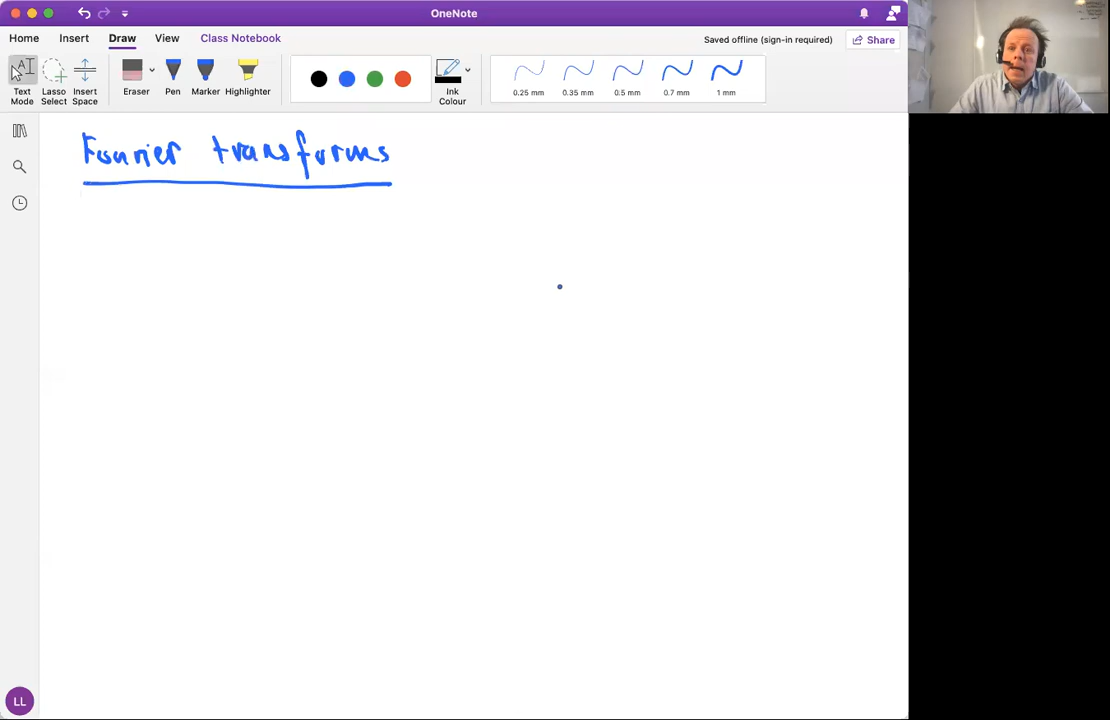 OneNote
Home Insert Draw View Class Notebook Saved offline (sign-in required) Share
Text Mode Lasso Select Insert Space Eraser Pen Marker Highlighter Ink Colour 0.25 mm 0.35 mm 0.5 mm 0.7 mm 1 mm
Fourier transforms
LL